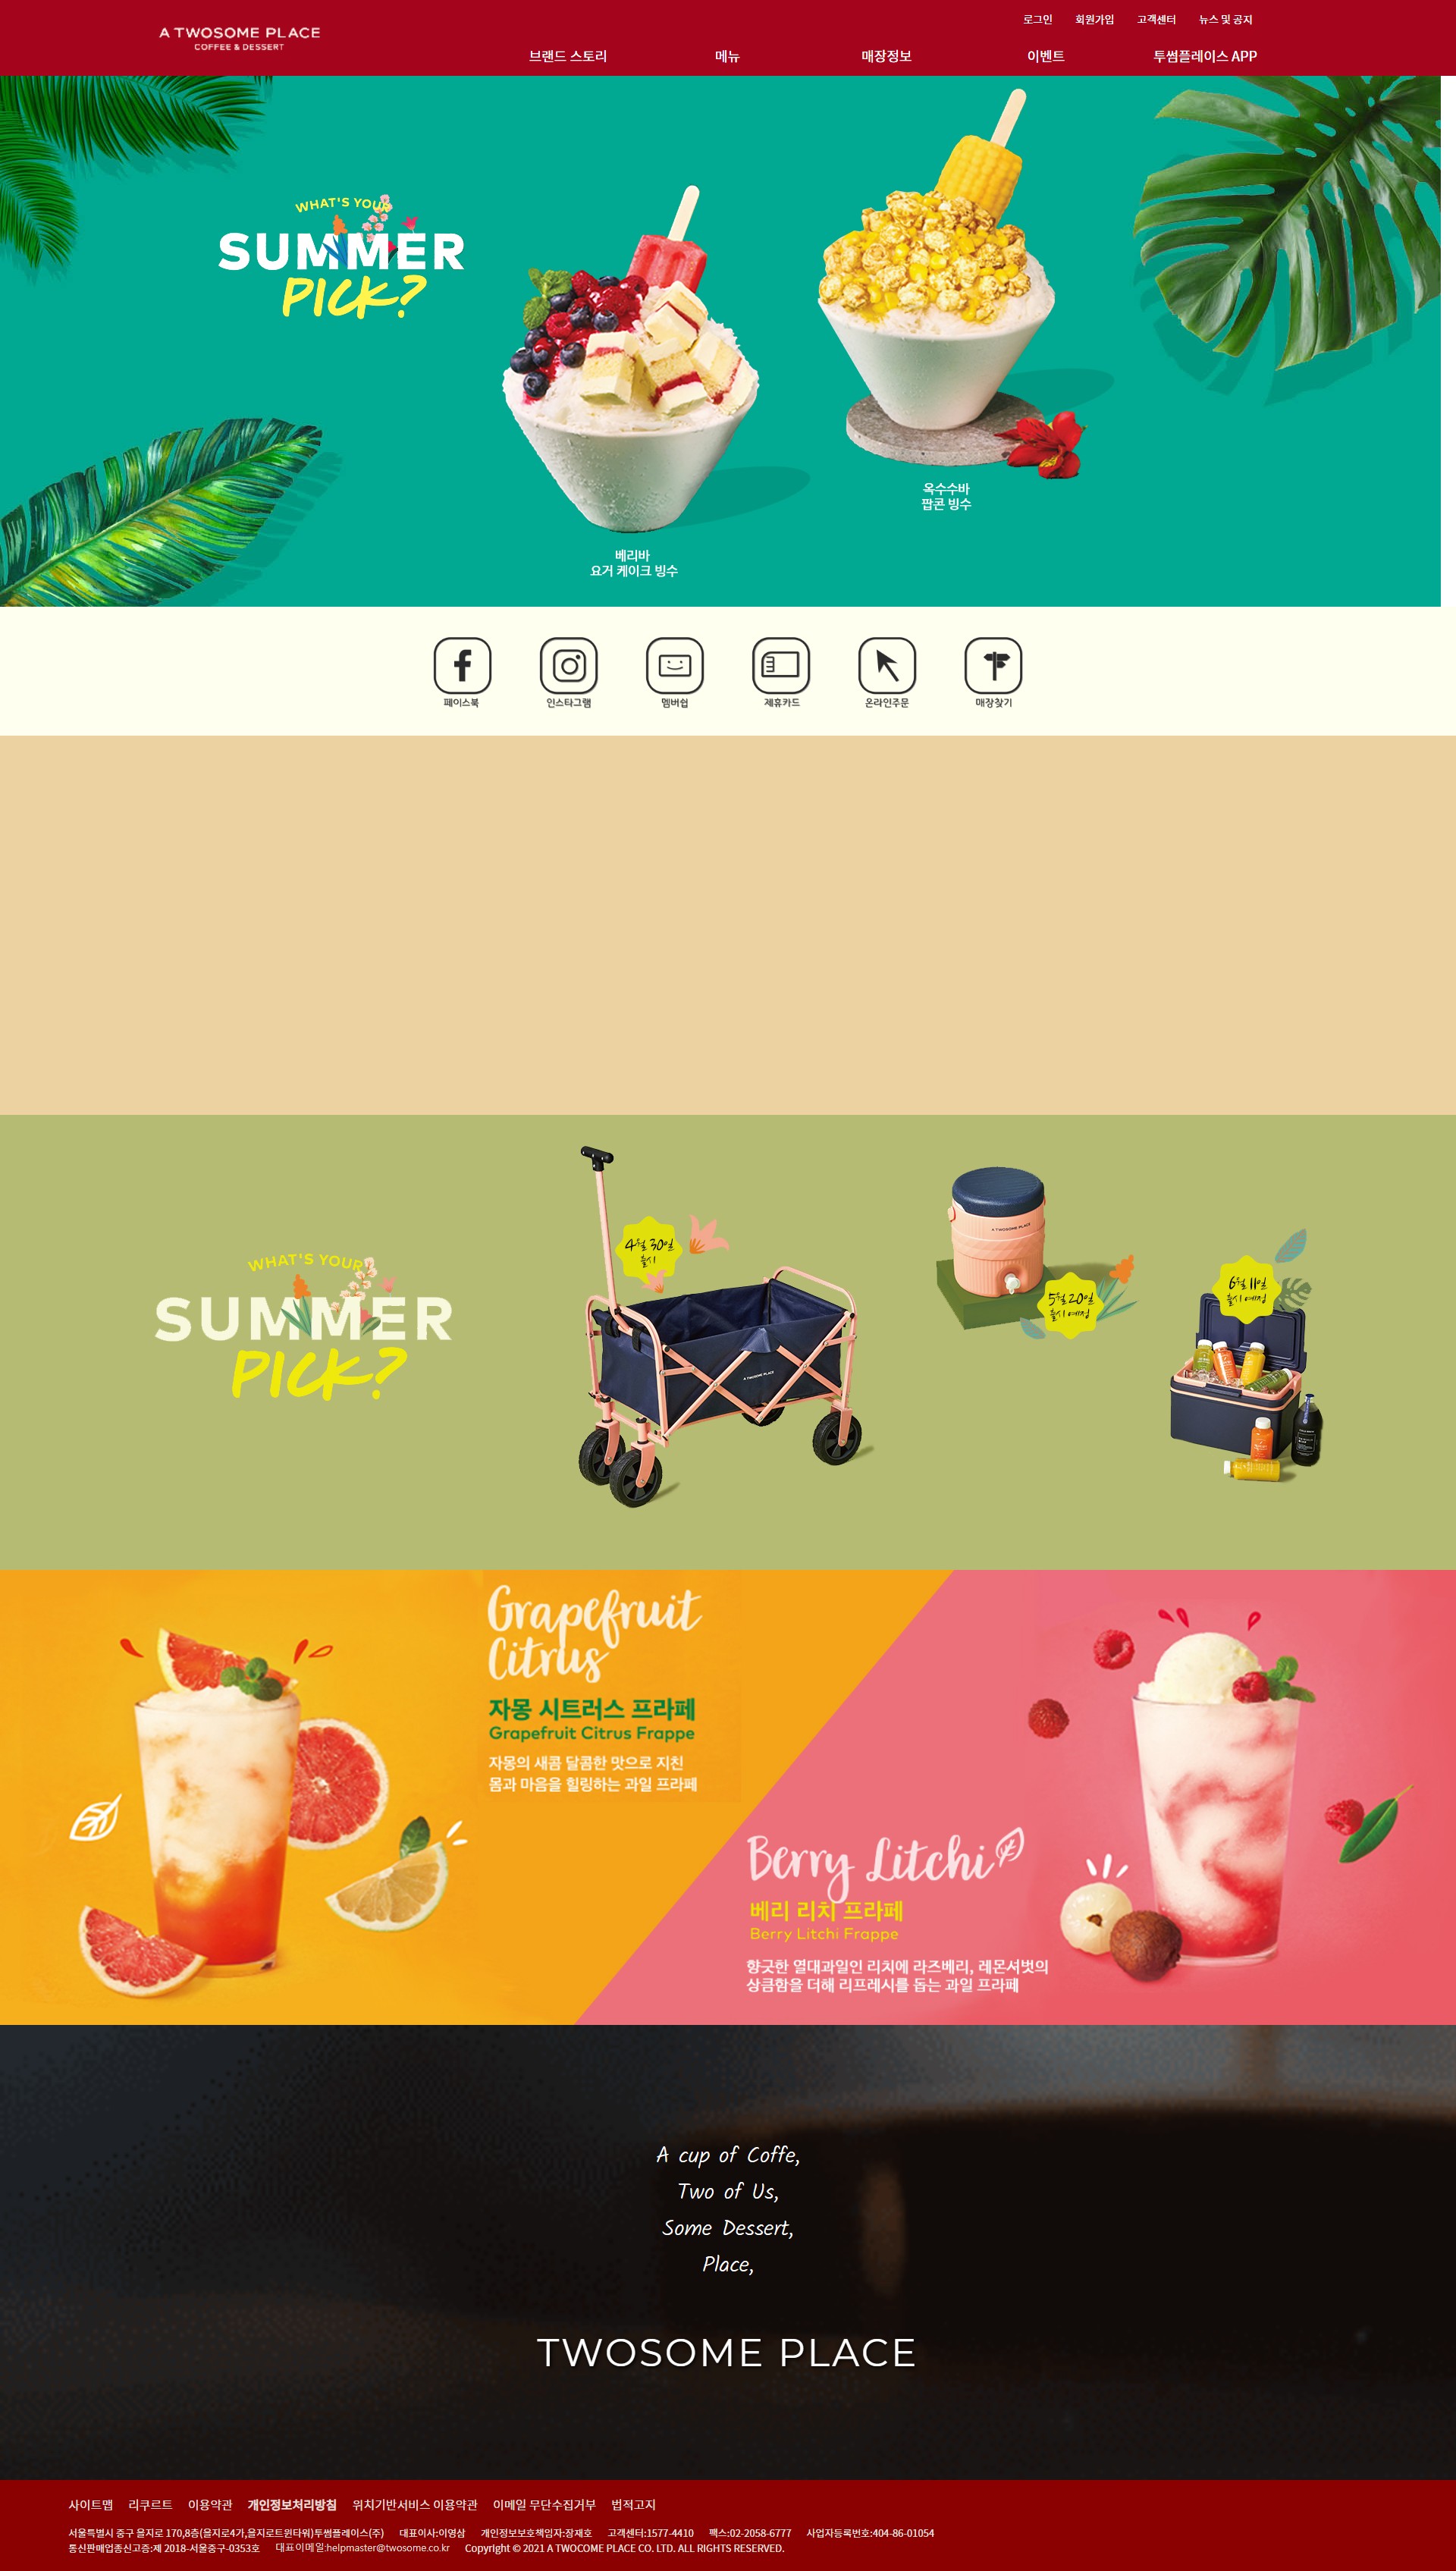 A TWOSOME PLACE
COFFEE & DESSERT
로그인 회원가입 고객센터 뉴스 및 공지
브랜드 스토리 메뉴 매장정보 이벤트 투썸플레이스 APP
WHAT'S YOUR
SUMMER
PICK?
옥수수바
팝콘 빙수
베리바
요거 케이크 빙수
페이스북 인스타그램 멤버쉽 제휴카드 온라인주문 매장찾기
WHAT'S YOUR
SUMMER
PICK?
4월 30일
출시
A TWOSOME PLACE
A TWOSOME PLACE
5월 20일
출시 예정
6월 11일
출시 예정
Grapefruit
Citrus
자몽 시트러스 프라페
Grapefruit Citrus Frappe
자몽의 새콤 달콤한 맛으로 지친
몸과 마음을 힐링하는 과일 프라페
Berry Litchi
베리 리치 프라페
Berry Litchi Frappe
향긋한 열대과일인 리치에 라즈베리, 레몬셔벗의
상큼함을 더해 리프레시를 돕는 과일 프라페
A cup of Coffe,
Two of Us,
Some Dessert,
Place,
TWOSOME PLACE
사이트맵 리쿠르트 이용약관 개인정보처리방침 위치기반서비스 이용약관 이메일 무단수집거부 법적고지
서울특별시 중구 을지로 170,8층(을지로4가,을지로트윈타워)투썸플레이스(주) 대표이사:이영삼 개인정보보호책임자:장재호 고객센터:1577-4410 팩스:02-2058-6777 사업자등록번호:404-86-01054
통신판매업종신고증:제 2018-서울중구-0353호 대표이메일:helpmaster@twosome.co.kr Copyright © 2021 A TWOCOME PLACE CO. LTD. ALL RIGHTS RESERVED.